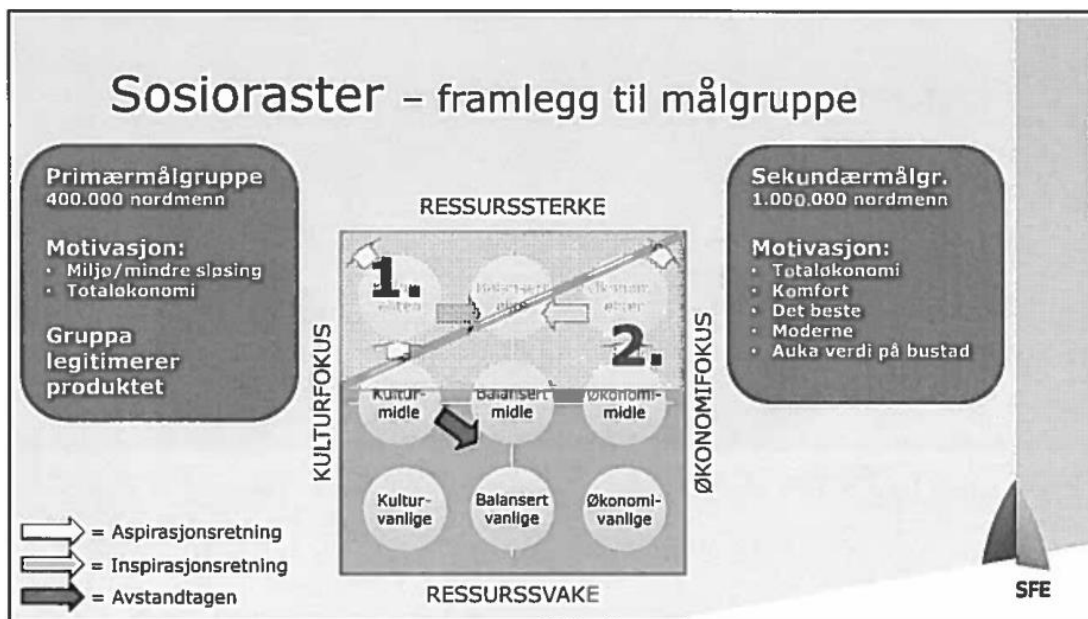 Sosioraster – framlegg til målgruppe
Primærmålgruppe
400.000 nordmenn
Motivasjon:
• Miljø/mindre sløsing
• Totaløkonomi
Gruppa
legitimerer
produktet
RESSURSSTERKE
KULTURFOKUS
1.
2.
Kultur-
midle
Balansert
midle
Økonomi-
midle
Kultur-
vanlige
Balansert
vanlige
Økonomi-
vanlige
ØKONOMIFOKUS
RESSURSSVAKE
Sekundærmålgr.
1.000.000 nordmenn
Motivasjon:
• Totaløkonomi
• Komfort
• Det beste
• Moderne
• Auka verdi på bustad
= Aspirasjonsretning
= Inspirasjonsretning
= Avstandtagen
SFE